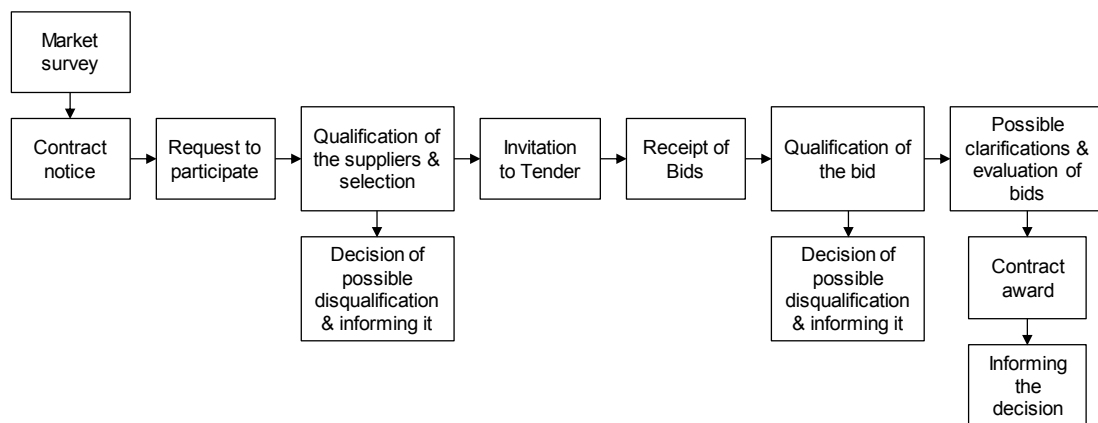 Market
survey
Contract
notice
Request to
participate
Qualification of
the suppliers &
selection
Invitation
to Tender
Receipt of
Bids
Qualification of
the bid
Possible
clarifications &
evaluation of
bids
Decision of
possible
disqualification
& informing it
Decision of
possible
disqualification
& informing it
Contract
award
Informing
the
decision